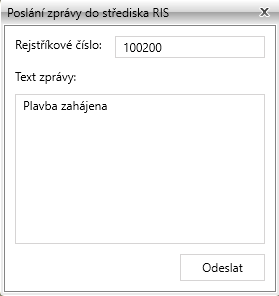 Poslání zprávy do střediska RIS
Rejstříkové číslo: 100200
Text zprávy:
Plavba zahájena
Odeslat